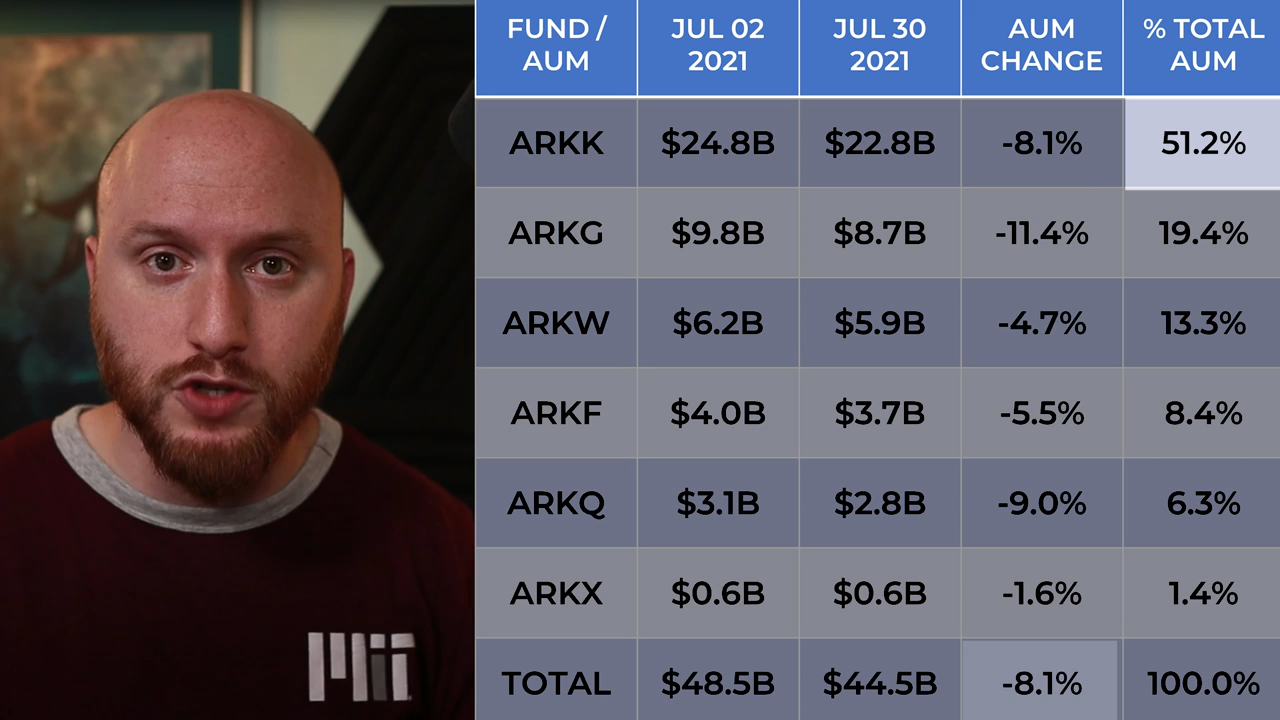 FUND / AUM JUL 02 2021 JUL 30 2021 AUM CHANGE % TOTAL AUM
ARKK $24.8B $22.8B -8.1% 51.2%
ARKG $9.8B $8.7B -11.4% 19.4%
ARKW $6.2B $5.9B -4.7% 13.3%
ARKF $4.0B $3.7B -5.5% 8.4%
ARKQ $3.1B $2.8B -9.0% 6.3%
ARKX $0.6B $0.6B -1.6% 1.4%
TOTAL $48.5B $44.5B -8.1% 100.0%
MIT